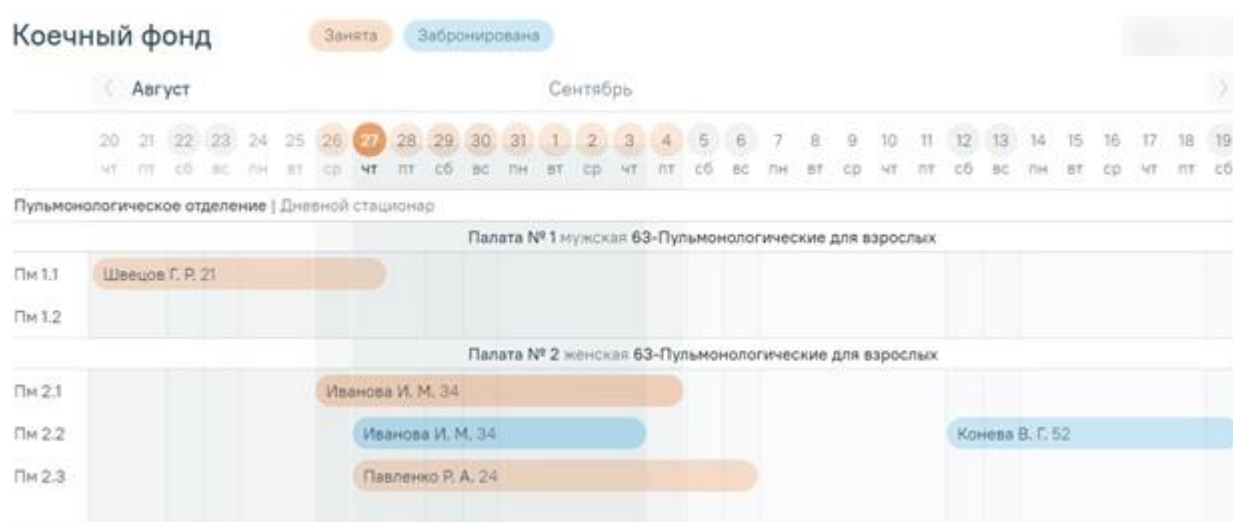 Коечный фонд Занята Забронирована
Август Сентябрь
20 21 22 23 24 25 26 27 28 29 30 31 1 2 3 4 5 6 7 8 9 10 11 12 13 14 15 16 17 18 19
чт пт сб вс пн вт ср чт пт сб вс пн вт ср чт пт сб вс пн вт ср чт пт сб вс пн вт ср чт пт сб
Пульмонологическое отделение | Дневной стационар
Палата № 1 мужская 63-Пульмонологические для взрослых
Пм 1.1 Швецов Г. Р. 21
Пм 1.2
Палата № 2 женская 63-Пульмонологические для взрослых
Пм 2.1 Иванова И. М. 34
Пм 2.2 Иванова И. М. 34 Конева В. Г. 52
Пм 2.3 Павленко Р. А. 24